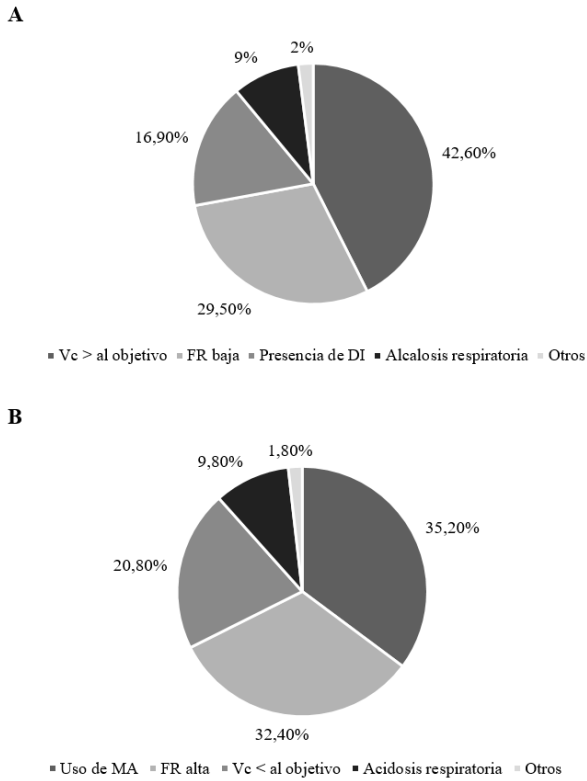 A
2%
9%
16,90%
42,60%
29,50%
Vc > al objetivo FR baja Presencia de DI Alcalosis respiratoria Otros
B
1,80%
9,80%
35,20%
20,80%
32,40%
Uso de MA FR alta Vc < al objetivo Acidosis respiratoria Otros